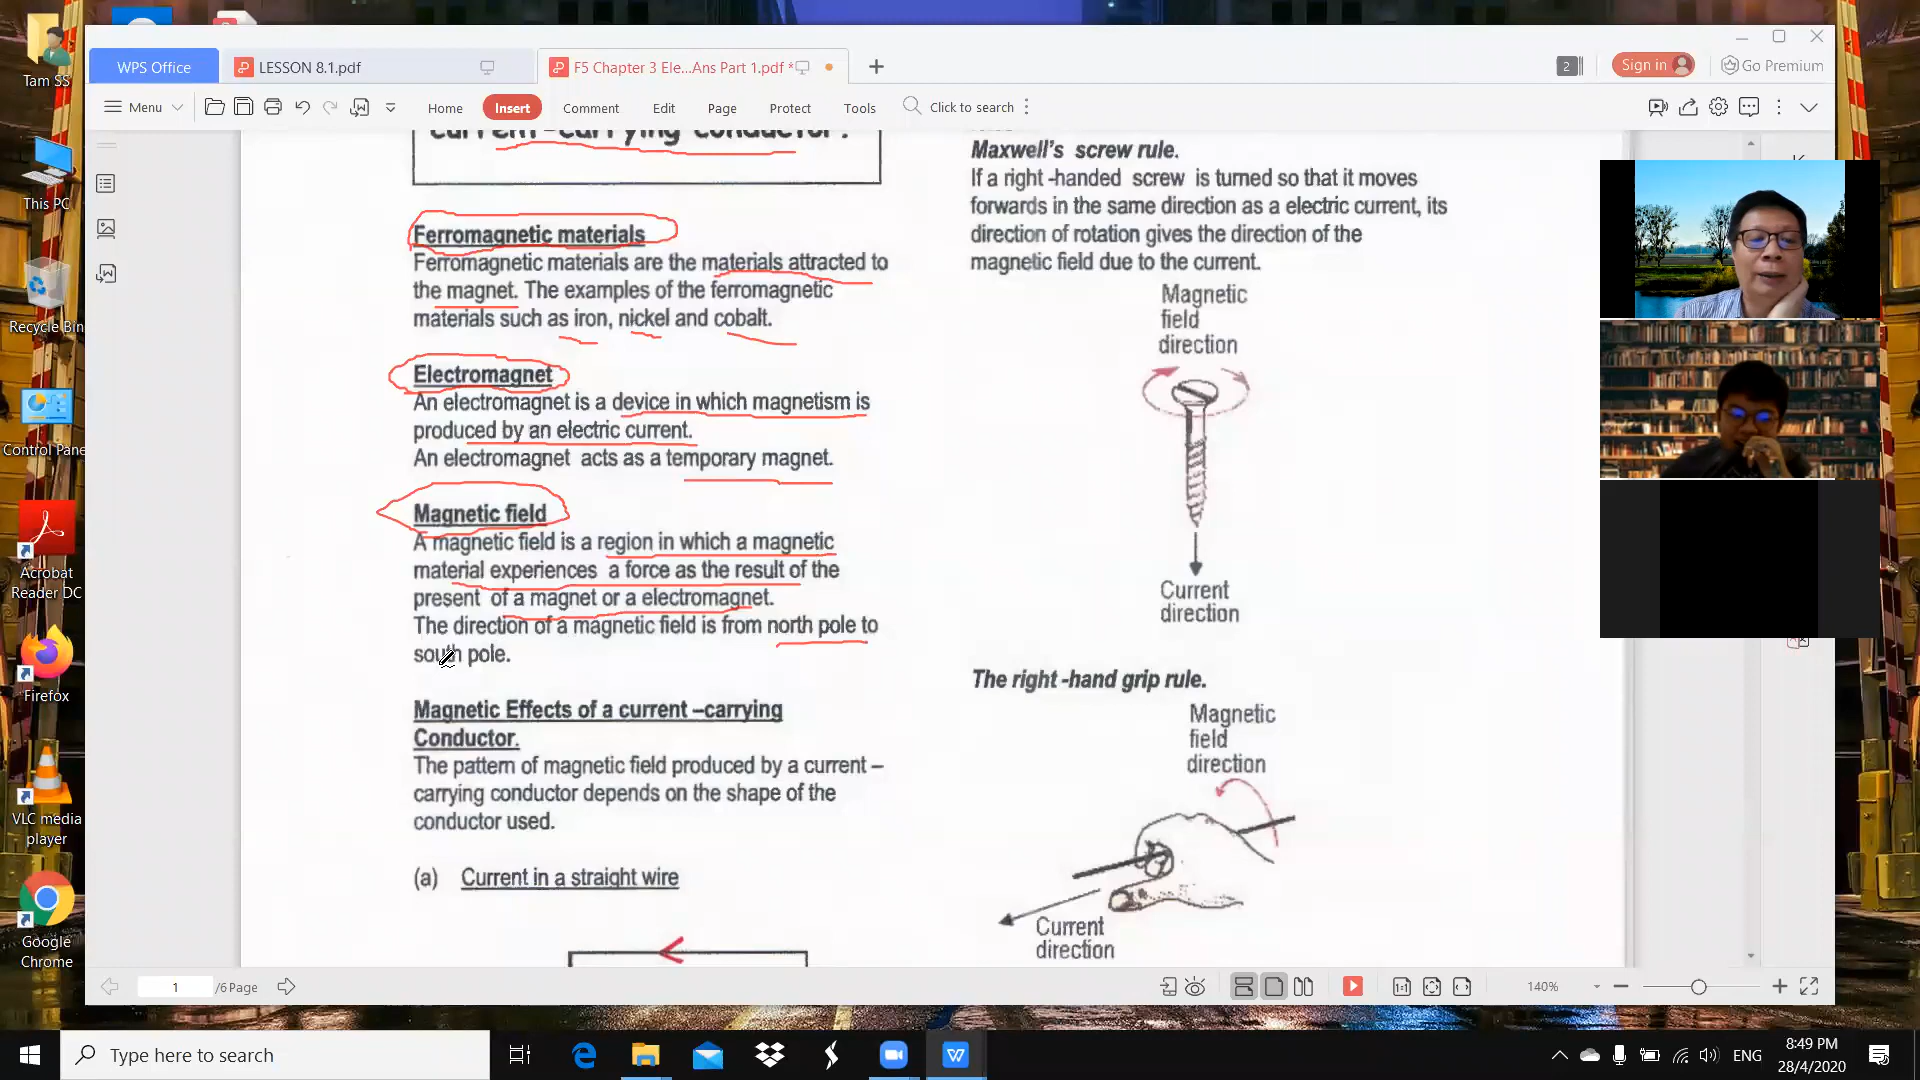 WPS Office
LESSON 8.1.pdf
F5 Chapter 3 Ele...Ans Part 1.pdf *
2
Sign in
Go Premium
Menu
Home
Insert
Comment
Edit
Page
Protect
Tools
Click to search
Tam SS
This PC
Recycle Bin
Control Pane
Acrobat
Reader DC
Firefox
VLC media
player
Google
Chrome
current-carrying conductor?
Ferromagnetic materials
Ferromagnetic materials are the materials attracted to
the magnet. The examples of the ferromagnetic
materials such as iron, nickel and cobalt.
Electromagnet
An electromagnet is a device in which magnetism is
produced by an electric current.
An electromagnet acts as a temporary magnet.
Magnetic field
A magnetic field is a region in which a magnetic
material experiences a force as the result of the
present of a magnet or a electromagnet.
The direction of a magnetic field is from north pole to
south pole.
Magnetic Effects of a current –carrying
Conductor.
The pattern of magnetic field produced by a current –
carrying conductor depends on the shape of the
conductor used.
(a) Current in a straight wire
Maxwell's screw rule.
If a right -handed screw is turned so that it moves
forwards in the same direction as a electric current, its
direction of rotation gives the direction of the
magnetic field due to the current.
Magnetic
field
direction
Current
direction
The right -hand grip rule.
Magnetic
field
direction
Current
direction
1 /6 Page
140%
Type here to search
ENG
8:49 PM
28/4/2020